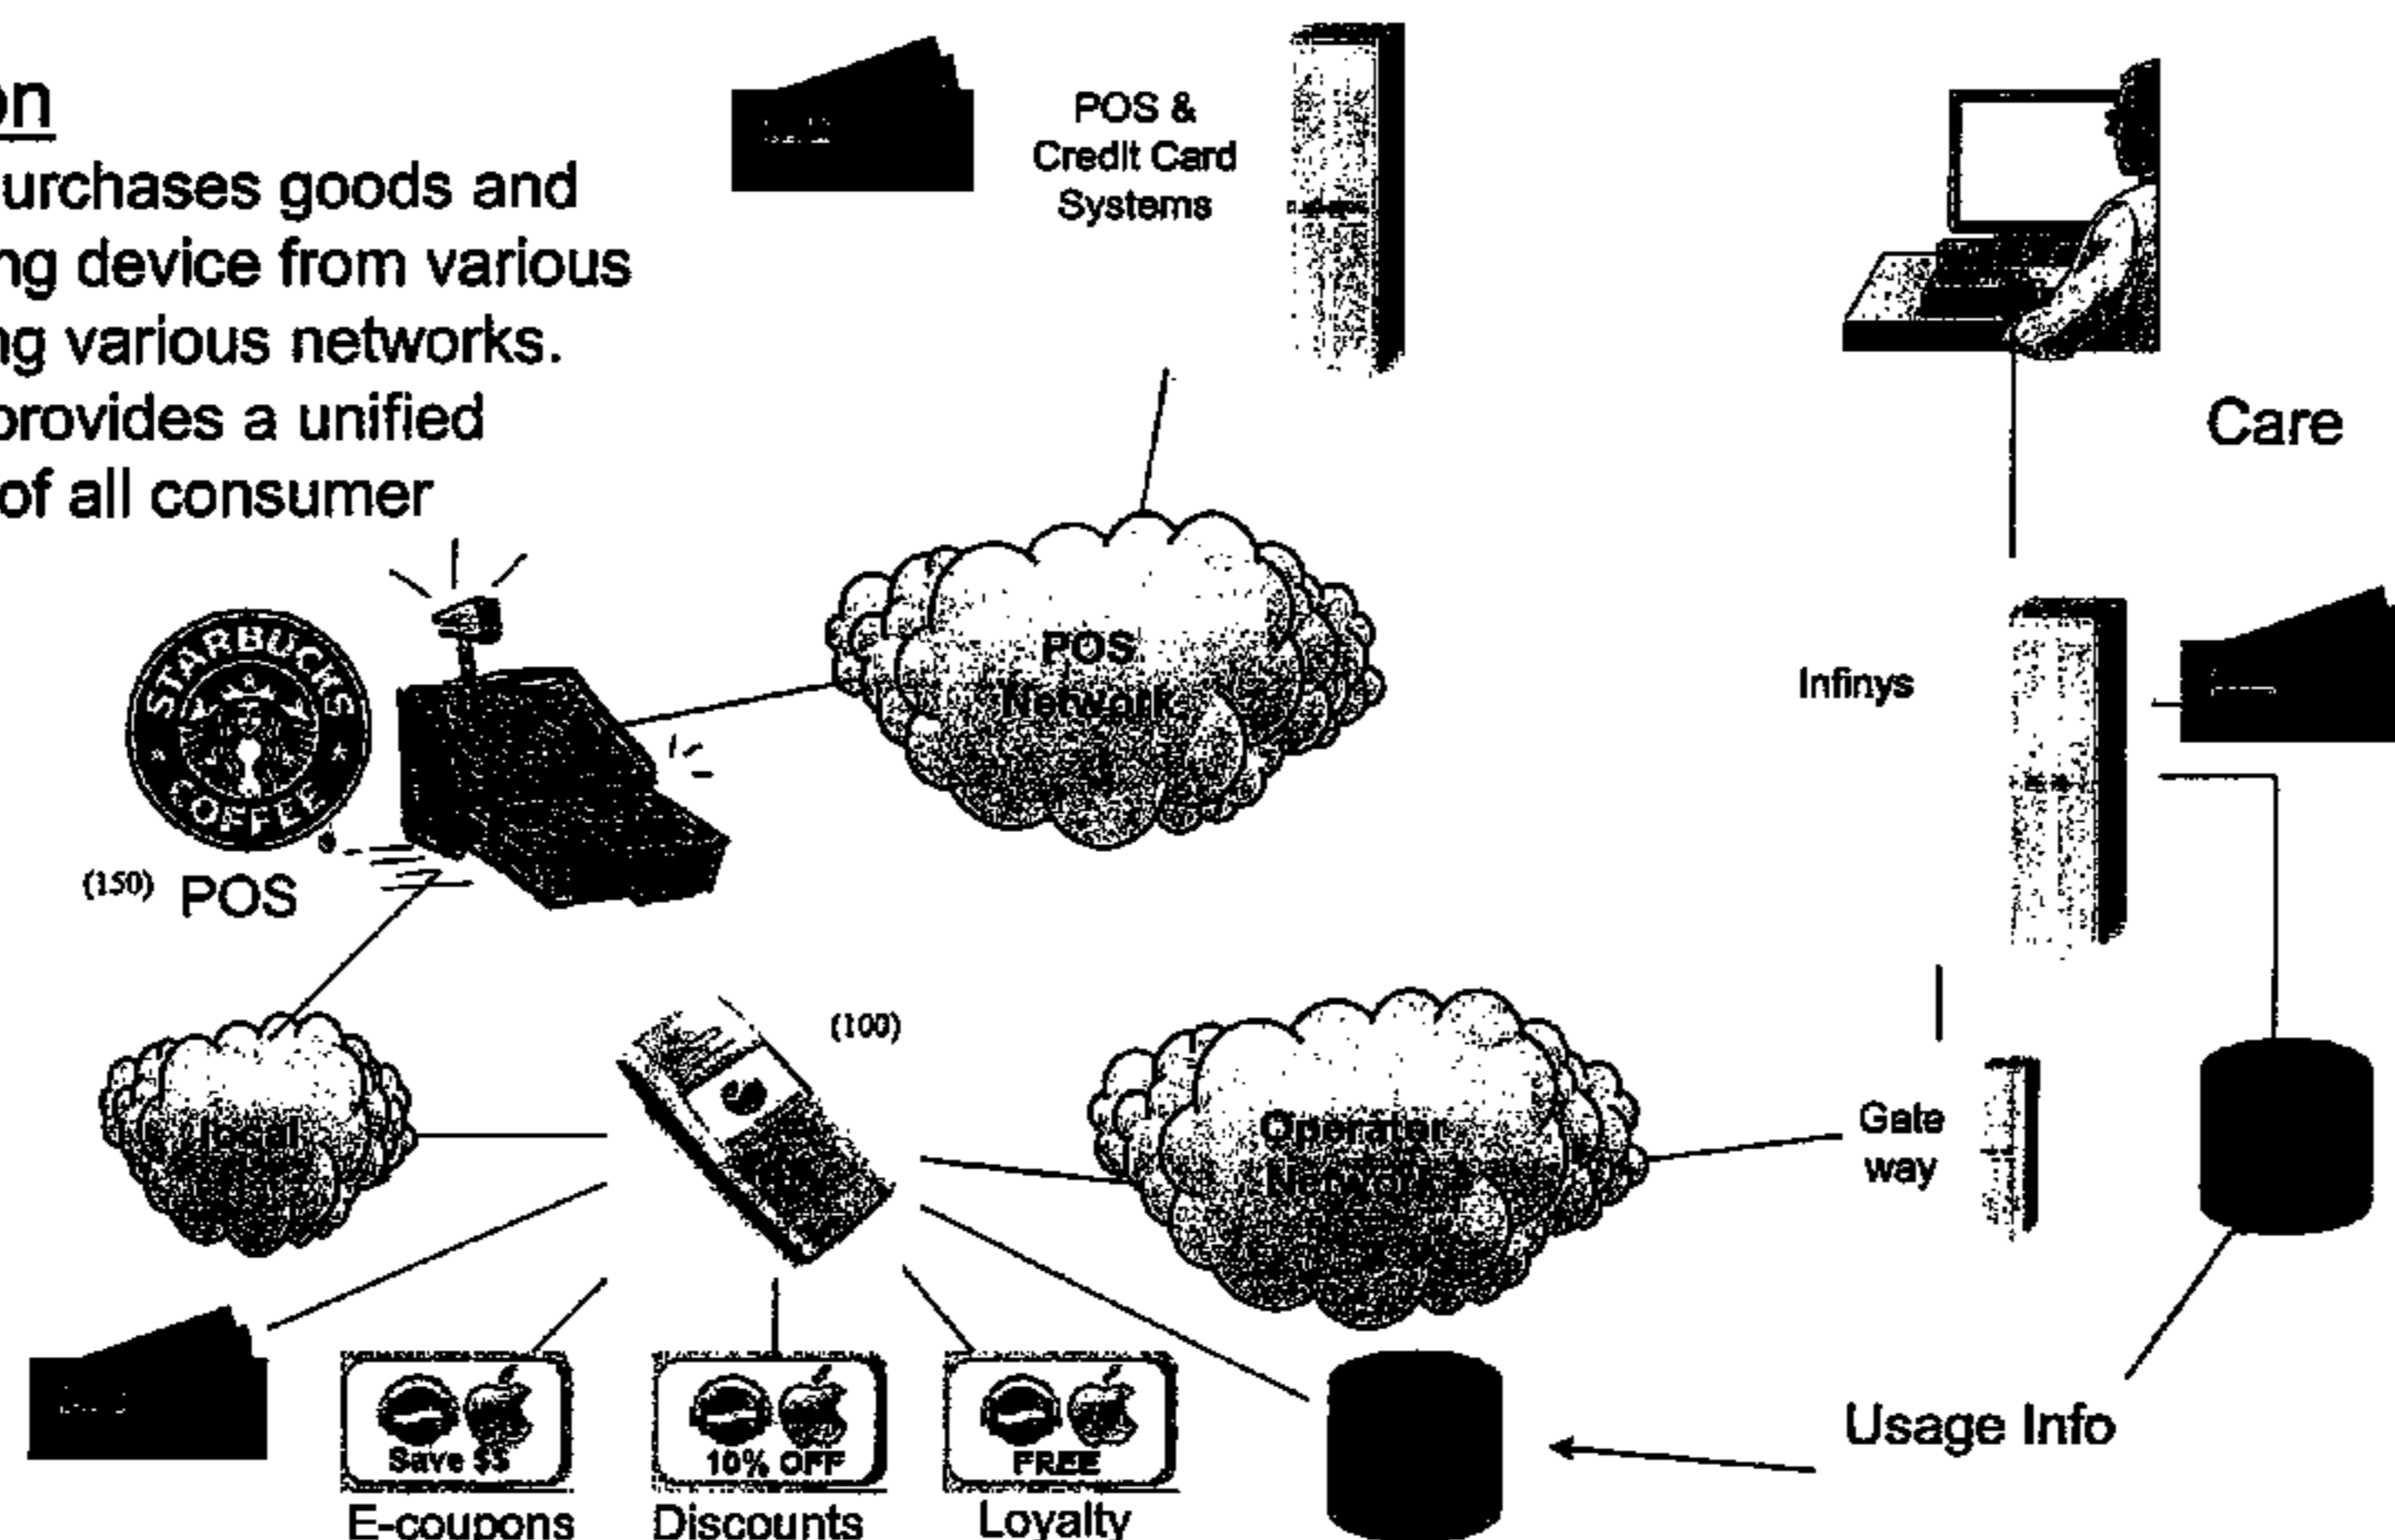 on
urchases goods and
ng device from various
ng various networks.
provides a unified
of all consumer
POS &
Credit Card
Systems
Care
POS
Network
STARBUCKS
COFFEE
Infinys
(150) POS
(100)
local
Operator
Network
Gate
way
Save $$
10% OFF
FREE
E-coupons
Discounts
Loyalty
Usage Info